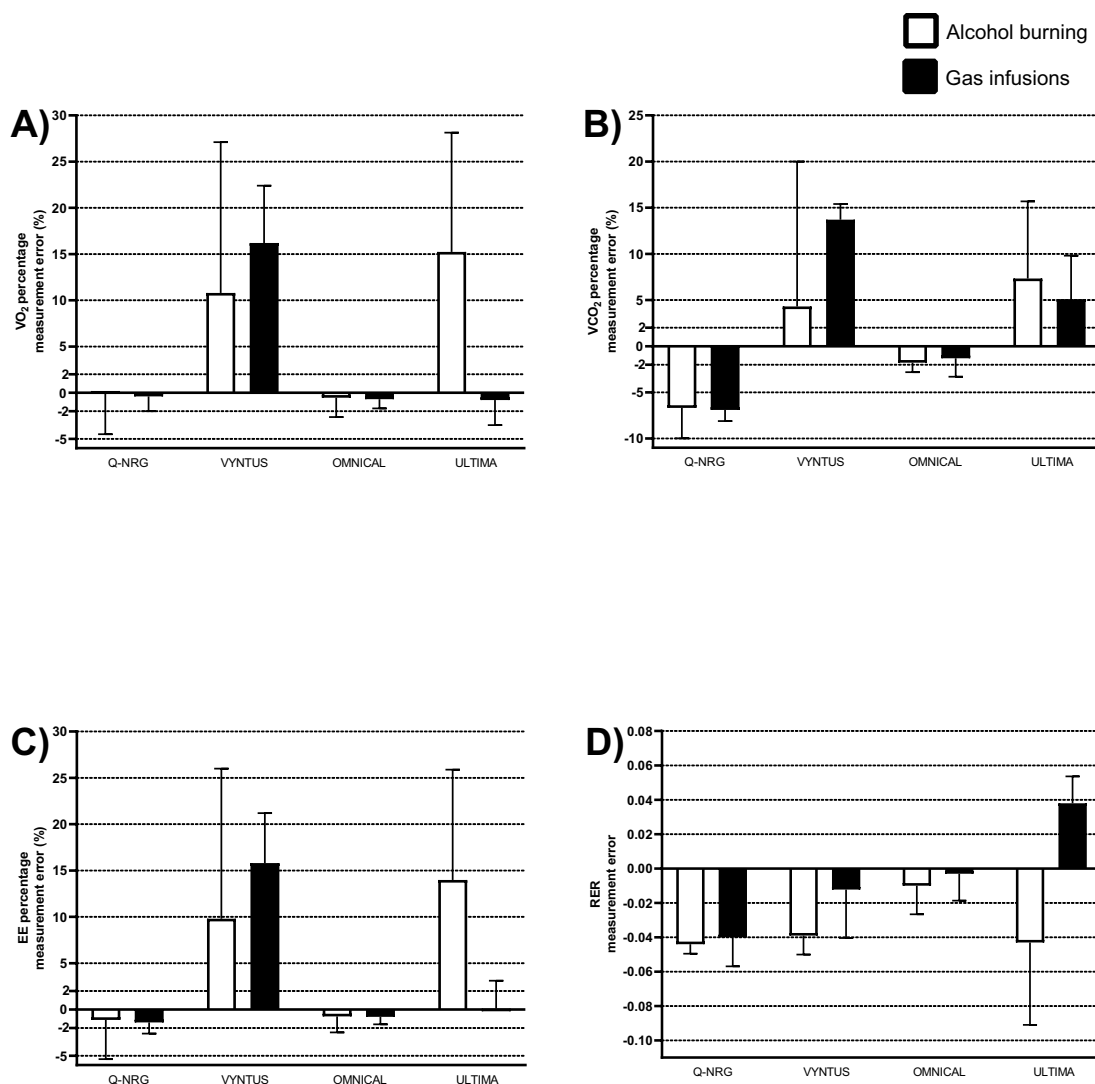 Alcohol burning
Gas infusions
A)
VO₂ percentage
measurement error (%)
30
25
20
15
10
5
2
0
-2
-5
Q-NRG VYNTUS OMNICAL ULTIMA
B)
VCO₂ percentage
measurement error (%)
25
20
15
10
5
2
0
-2
-5
-10
Q-NRG VYNTUS OMNICAL ULTIMA
C)
EE percentage
measurement error (%)
30
25
20
15
10
5
2
0
-2
-5
Q-NRG VYNTUS OMNICAL ULTIMA
D)
RER
measurement error
0.08
0.06
0.04
0.02
0.00
-0.02
-0.04
-0.06
-0.08
-0.10
Q-NRG VYNTUS OMNICAL ULTIMA